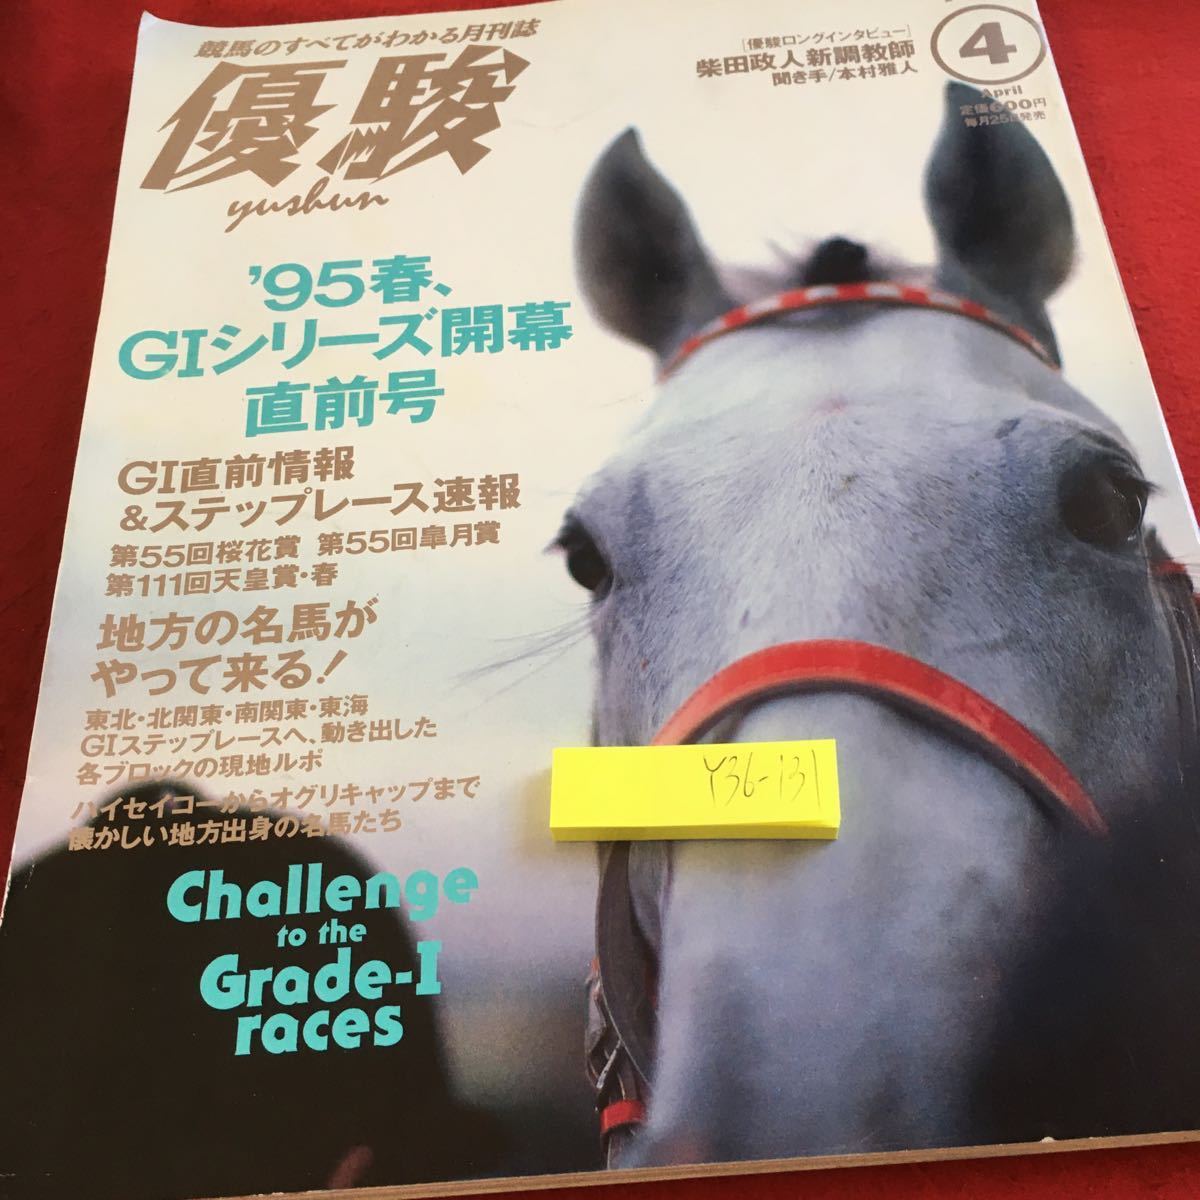 競馬のすべてがわかる月刊誌
優駿
yushun
[優駿ロングインタビュー]
柴田政人新調教師
聞き手/本村雅人
4
April
定価600円
毎月25日発売
'95春、
GIシリーズ開幕
直前号
GI直前情報
&ステップレース速報
第55回桜花賞 第55回皐月賞
第111回天皇賞・春
地方の名馬が
やって来る!
東北・北関東・南関東・東海
GIステップレースへ、動き出した
各ブロックの現地ルポ
ハイセイコーからオグリキャップまで
懐かしい地方出身の名馬たち
Challenge
to the
Grade-I
races
Y36-131